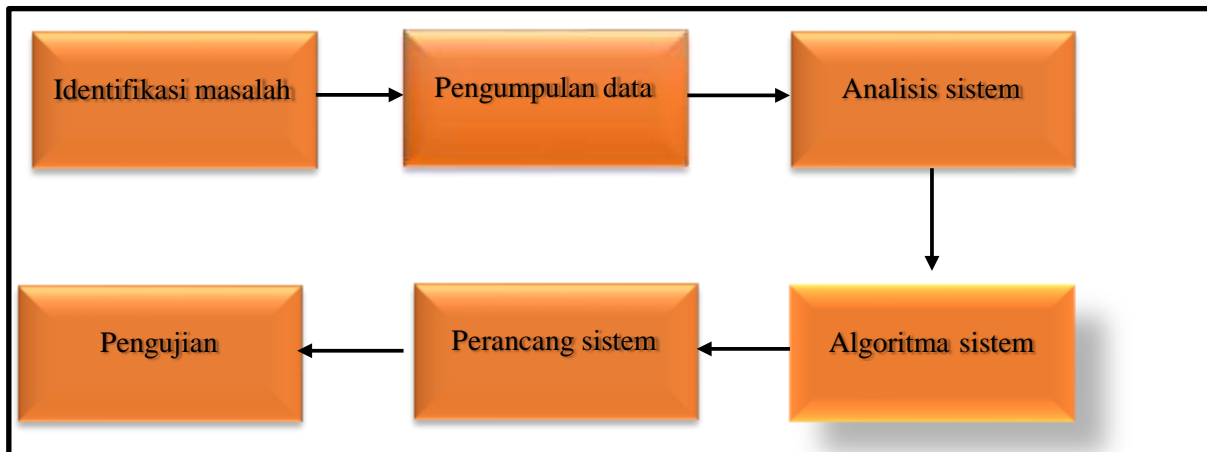 Identifikasi masalah
Pengumpulan data
Analisis sistem
Algoritma sistem
Perancang sistem
Pengujian